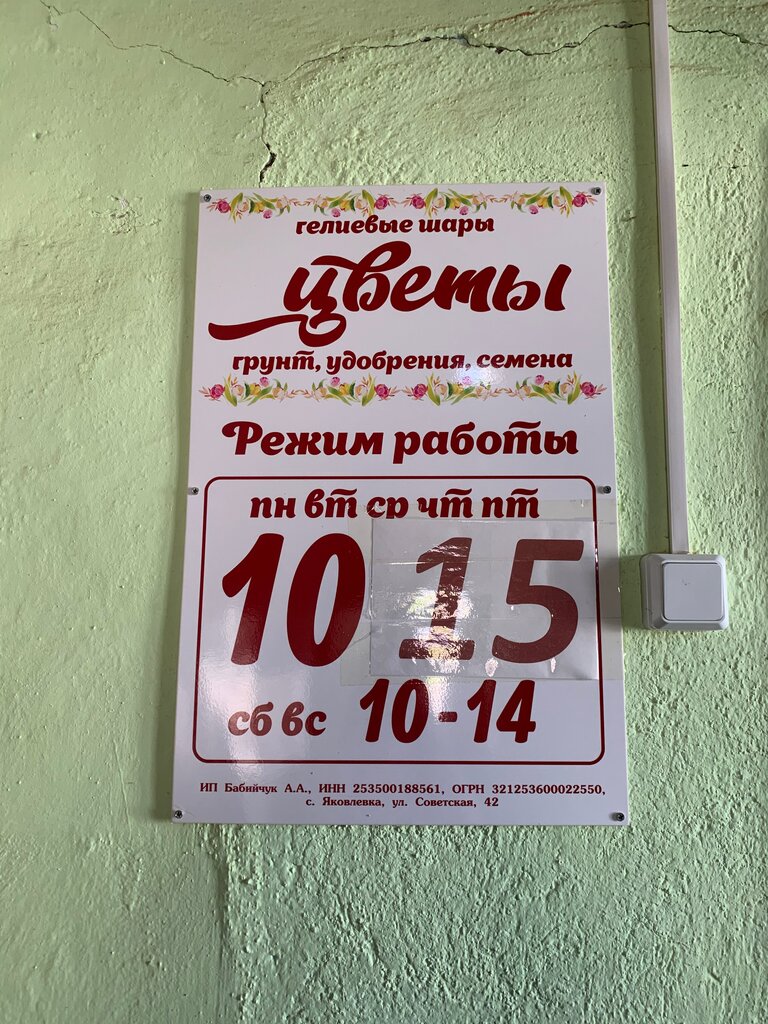 гелиевые шары
цветы
грунт, удобрения, семена
Режим работы
пн вт ср чт пт
10 15
сб вс 10-14
ИП Бабийчук А.А., ИНН 253500188561, ОГРН 321253600022550,
с. Яковлевка, ул. Советская, 42